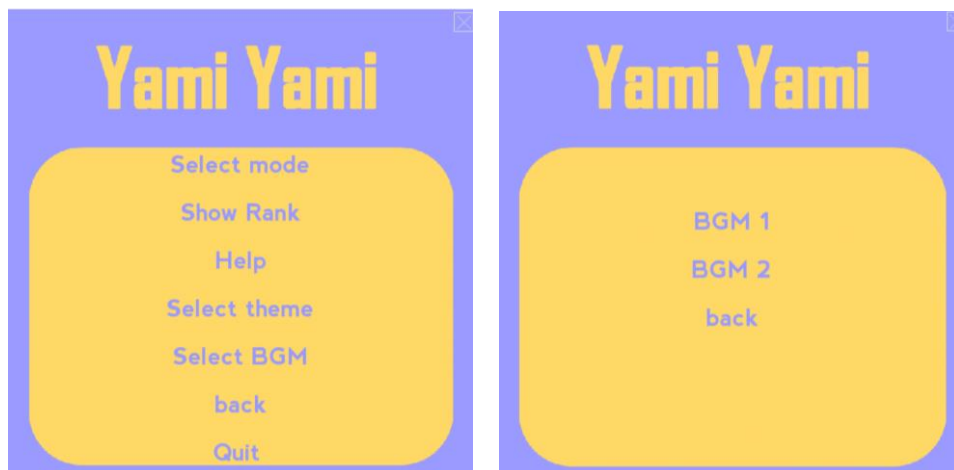 Yami Yami
Select mode
Show Rank
Help
Select theme
Select BGM
back
Quit
Yami Yami
BGM 1
BGM 2
back